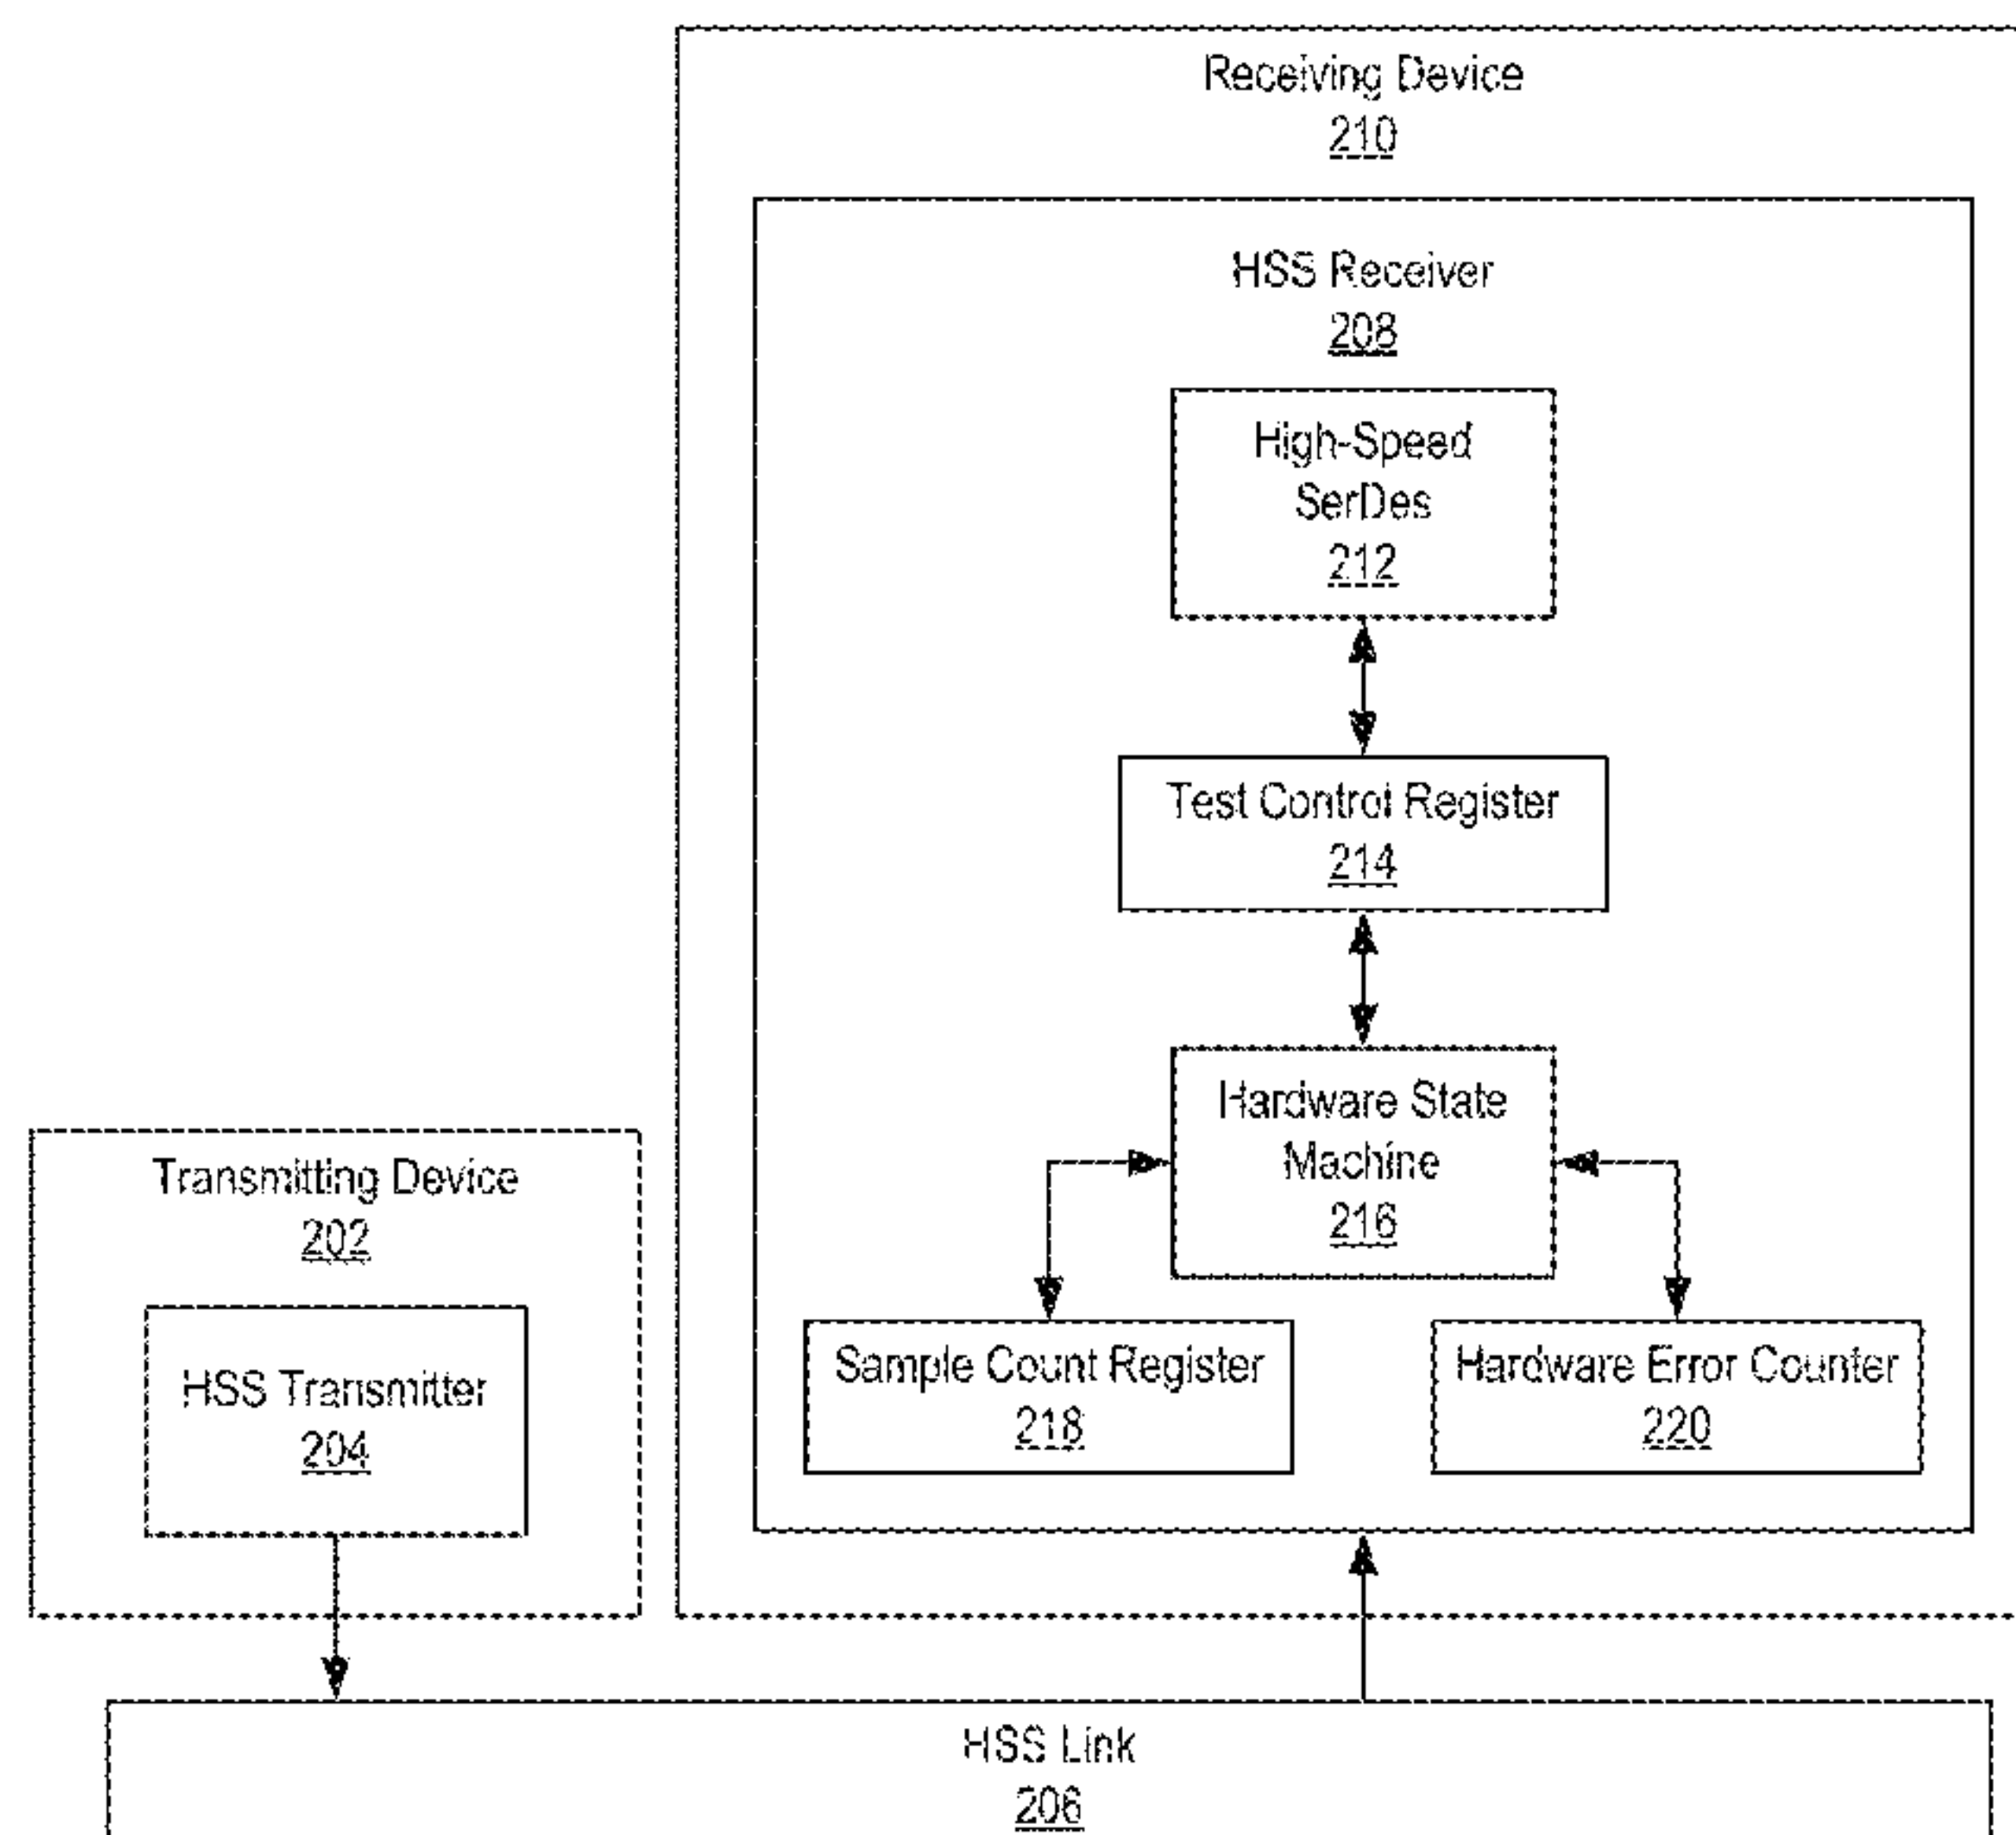 Receiving Device
210
HSS Receiver
208
High-Speed
SerDes
212
Test Control Register
214
Hardware State
Machine
216
Sample Count Register
218
Hardware Error Counter
220
Transmitting Device
202
HSS Transmitter
204
HSS Link
206